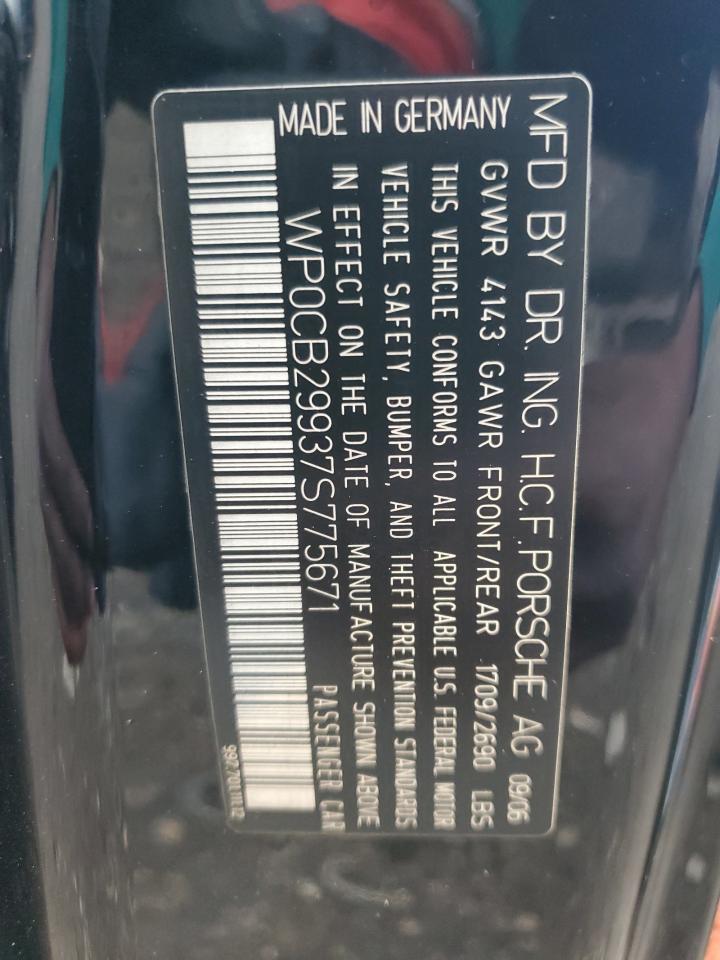 MFD BY DR. ING. H.C.F. PORSCHE AG 09/06
GVWR 4143 GAWR FRONT/REAR 1709/2690 LBS
THIS VEHICLE CONFORMS TO ALL APPLICABLE U.S. FEDERAL MOTOR
VEHICLE SAFETY, BUMPER, AND THEFT PREVENTION STANDARDS
IN EFFECT ON THE DATE OF MANUFACTURE SHOWN ABOVE
MADE IN GERMANY WP0CB29937S775671 PASSENGER CAR